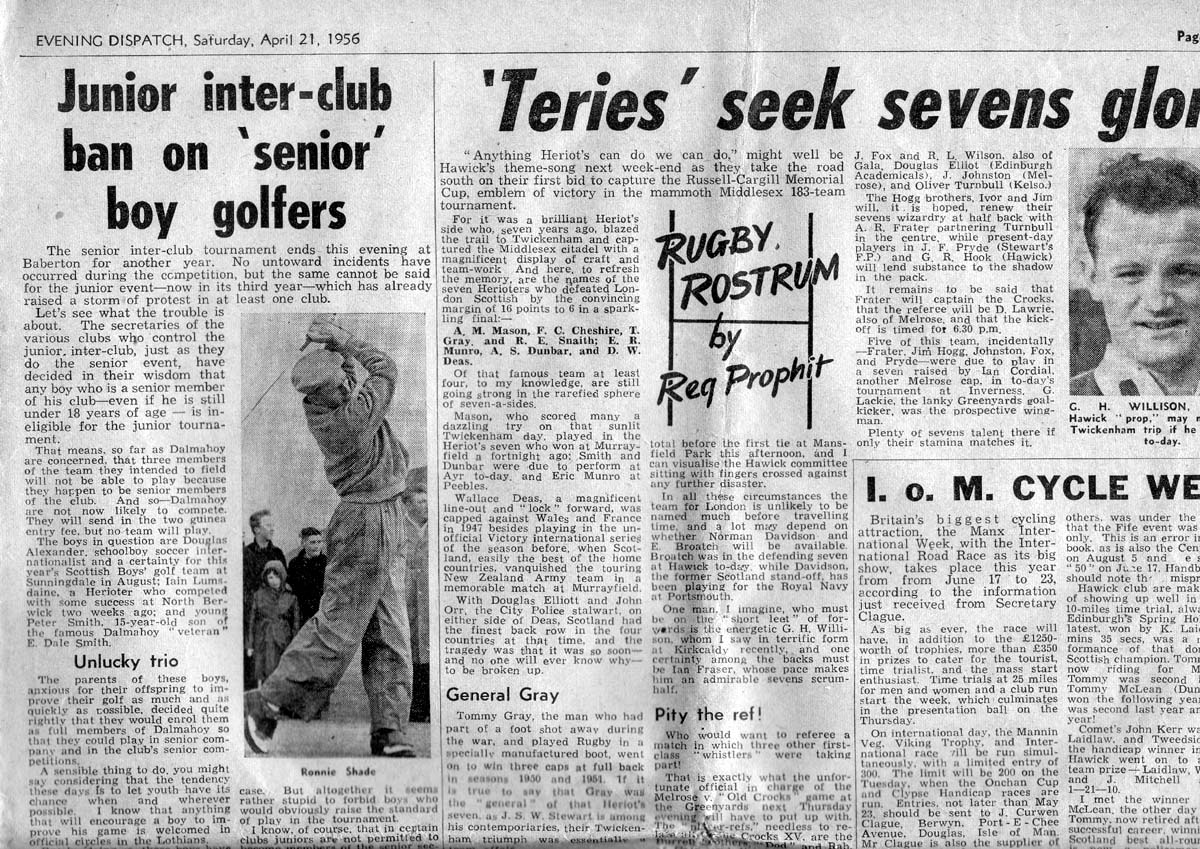 EVENING DISPATCH, Saturday, April 21, 1956
Page
Junior inter-club
ban on 'senior'
boy golfers
The senior inter-club tournament ends this evening at
Baberton for another year. No untoward incidents have
occurred during the competition, but the same cannot be said
for the junior event—now in its third year—which has already
raised a storm of protest in at least one club.
Let's see what the trouble is
about. The secretaries of the
various clubs who control the
junior inter-club, just as they
do the senior event, have
decided in their wisdom that
any boy who is a senior member
of his club—even if he is still
under 18 years of age — is in-
eligible for the junior tourna-
ment.
That means, so far as Dalmahoy
are concerned, that three members
of the team they intended to field
will not be able to play because
they happen to be senior members
of the club. And so—Dalmahoy
are not now likely to compete.
They will send in the two guinea
entry fee, but no team will play.
The boys in question are Douglas
Alexander, schoolboy soccer inter-
nationalist and a certainty for this
year's Scottish Boys' golf team at
Sunningdale in August; Iain Lums-
daine, a Herioter who competed
with some success at North Ber-
wick two weeks ago; and young
Peter Smith, 15-year-old son of
the famous Dalmahoy "veteran"
E. Dale Smith.
Unlucky trio
The parents of these boys,
anxious for their offspring to im-
prove their golf as much and as
quickly as possible, decided quite
rightly that they would enrol them
as full members of Dalmahoy so
that they could play in senior com-
pany and in the club's senior com-
petitions.
A sensible thing to do, you might
say considering that the tendency
these days is to let youth have its
chance when and wherever
possible. I know that anything
that will encourage a boy to im-
prove his game is welcomed in
official circles in the Lothians.
Ronnie Shade
case. But altogether it seems
rather stupid to forbid boys who
would obviously raise the standard
of play in the tournament.
I know, of course, that in certain
clubs juniors are not permitted to
become members of the senior sec-
'Teries' seek sevens glor
"Anything Heriot's can do we can do," might well be
Hawick's theme-song next week-end as they take the road
south on their first bid to capture the Russell-Cargill Memorial
Cup, emblem of victory in the mammoth Middlesex 183-team
tournament.
For it was a brilliant Heriot's
side who, seven years ago, blazed
the trail to Twickenham and cap-
tured the Middlesex citadel with a
magnificent display of craft and
team-work. And here, to refresh
the memory, are the names of the
seven Herioters who defeated Lon-
don Scottish by the convincing
margin of 16 points to 6 in a spark-
ling final:—
A. M. Mason, F. C. Cheshire, T.
Gray, and R. E. Snaith; E. R.
Munro, A. S. Dunbar, and D. W.
Deas.
Of that famous team at least
four, to my knowledge, are still
going strong in the rarefied sphere
of seven-a-sides.
Mason, who scored many a
dazzling try on that sunlit
Twickenham day, played in the
Heriot's seven who won at Murray-
field a fortnight ago; Smith and
Dunbar were due to perform at
Ayr to-day, and Eric Munro at
Peebles.
Wallace Deas, a magnificent
line-out and "lock" forward, was
capped against Wales and France
in 1947 besides playing in the un-
official Victory international series
of the season before, when Scot-
land, easily the best of the home
countries, vanquished the touring
New Zealand Army team in a
memorable match at Murrayfield.
With Douglas Elliott and John
Orr, the City Police stalwart, on
either side of Deas, Scotland had
the finest back row in the four
countries at that time, and the
tragedy was that it was so soon—
and no one will ever know why—
to be broken up.
General Gray
Tommy Gray, the man who had
part of a foot shot away during
the war, and played Rugby in a
specially manufactured boot, went
on to win three caps at full back
in seasons 1950 and 1951. If it
is true to say that Gray was
the "general" of that Heriot's
seven, as J. S. W. Stewart is among
his contemporaries, their Twicken-
ham triumph was essentially
RUGBY
ROSTRUM
by
Reg Prophit
total before the first tie at Mans-
field Park this afternoon, and I
can visualise the Hawick committee
sitting with fingers crossed against
any further disaster.
In all these circumstances the
team for London is unlikely to be
named much before travelling
time, and a lot may depend on
whether Norman Davidson and
E. Broatch will be available.
Broatch was in the defending seven
at Hawick to-day, while Davidson,
the former Scotland stand-off, has
been playing for the Royal Navy
at Portsmouth.
One man, I imagine, who must
be on the "short leet" of for-
wards is the energetic G. H. Willi-
son, whom I saw in terrific form
at Kirkcaldy recently, and one
certainty among the backs must
be Ian Fraser, whose pace makes
him an admirable sevens scrum-
half.
Pity the ref!
Who would want to referee a
match in which three other first-
class "whistlers" were taking
part!
That is exactly what the unfor-
tunate official in charge of the
Melrose v. "Old Crocks" game at
the Greenyards next Thursday
evening will have to put up with.
The "player-refs," needless to re-
Crocks XV, are the
"Dod" and Rab
J. Fox and R. L. Wilson, also of
Gala, Douglas Elliot (Edinburgh
Academicals), J. Johnston (Mel-
rose), and Oliver Turnbull (Kelso.)
The Hogg brothers, Ivor and Jim
will, it is hoped, renew their
sevens wizardry at half back with
A. R. Frater partnering Turnbull
in the centre, while present-day
players in J. F. Pryde (Stewart's
F.P.) and G. R. Hook (Hawick)
will lend substance to the shadow
in the pack.
It remains to be said that
Frater will captain the Crocks,
that the referee will be D. Lawrie,
also of Melrose, and that the kick-
off is timed for 6.30 p.m.
Five of this team, incidentally
—Frater, Jim Hogg, Johnston, Fox,
and Pryde—were due to play in
a seven raised by Ian Cordial,
another Melrose cap, in to-day's
tournament at Inverness. G.
Lackie, the lanky Greenyards goal-
kicker, was the prospective wing-
man.
Plenty of sevens talent there if
only their stamina matches it.
G. H. WILLISON,
Hawick "prop," may m
Twickenham trip if he
to-day.
I. o. M. CYCLE WE
Britain's biggest cycling
attraction, the Manx Inter-
national Week, with the Inter-
national Road Race as its big
show, takes place this year
from from June 17 to 23,
according to the information
just received from Secretary
Clague.
As big as ever, the race will
have, in addition to the £1250-
worth of trophies, more than £350
in prizes to cater for the tourist,
time trialist, and the mass start
enthusiast. Time trials at 25 miles
for men and women and a club run
start the week, which culminates
in the presentation ball on the
Thursday.
On international day, the Mannin
Veg, Viking Trophy, and Inter-
national race will be run simul-
taneously, with a limited entry of
300. The limit will be 200 on the
Tuesday, when the Onchan Cup
and Clypse Handicap races are
run. Entries, not later than May
23, should be sent to J. Curwen
Clague, Berwyn, Port-E-Chee
Avenue, Douglas, Isle of Man.
Mr Clague is also the supplier of
others, was under the
that the Fife event was
only. This is an error in
book, as is also the Cor
on August 5 and
"50" on June 17. Handb
should note the misp
Hawick club are mak
of showing up well in
10-miles time trial, alw
Edinburgh's Spring Ho
latest, won by K. Lai
mins 35 secs, was a
formance of that do
Scottish champion. Tom
now riding for M
Tommy was second
Tommy McLean (Dun
won the following yea
was second last year an
year!
Comet's John Kerr wa
Laidlaw, and Tweedsid
the handicap winner i
Hawick went on to
team prize—Laidlaw,
and J. Mitchell
1—21—10.
I met the winner
McLean, the other day
Tommy, now retired aft
successful career, winn
Scotland best all-rou